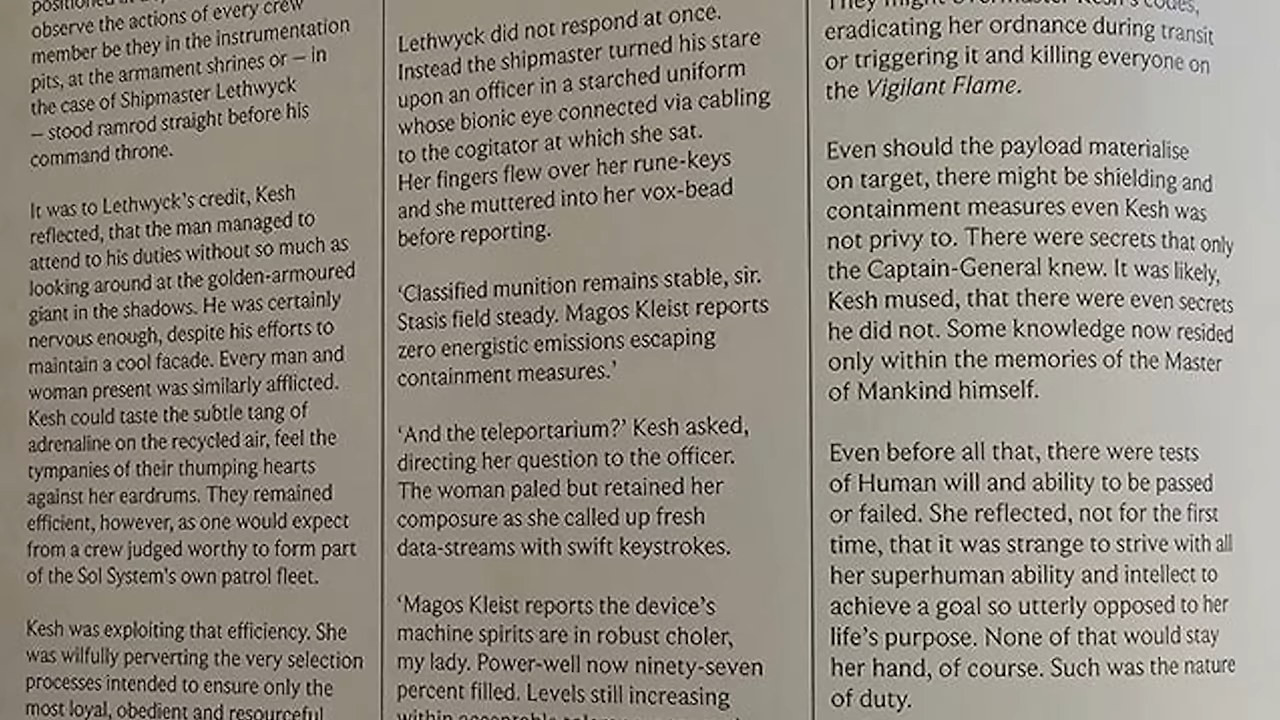 observe the actions of every crew
member be they in the instrumentation
pits, at the armament shrines or – in
the case of Shipmaster Lethwyck
– stood ramrod straight before his
command throne.
It was to Lethwyck's credit, Kesh
reflected, that the man managed to
attend to his duties without so much as
looking around at the golden-armoured
giant in the shadows. He was certainly
nervous enough, despite his efforts to
maintain a cool facade. Every man and
woman present was similarly afflicted.
Kesh could taste the subtle tang of
adrenaline on the recycled air, feel the
tympanies of their thumping hearts
against her eardrums. They remained
efficient, however, as one would expect
from a crew judged worthy to form part
of the Sol System's own patrol fleet.
Kesh was exploiting that efficiency. She
was wilfully perverting the very selection
processes intended to ensure only the
most loyal, obedient and resourceful
Lethwyck did not respond at once.
Instead the shipmaster turned his stare
upon an officer in a starched uniform
whose bionic eye connected via cabling
to the cogitator at which she sat.
Her fingers flew over her rune-keys
and she muttered into her vox-bead
before reporting.
‘Classified munition remains stable, sir.
Stasis field steady. Magos Kleist reports
zero energistic emissions escaping
containment measures.’
‘And the teleportarium?’ Kesh asked,
directing her question to the officer.
The woman paled but retained her
composure as she called up fresh
data-streams with swift keystrokes.
‘Magos Kleist reports the device's
machine spirits are in robust choler,
my lady. Power-well now ninety-seven
percent filled. Levels still increasing
They might overmaster Kesh's codes,
eradicating her ordnance during transit
or triggering it and killing everyone on
the Vigilant Flame.
Even should the payload materialise
on target, there might be shielding and
containment measures even Kesh was
not privy to. There were secrets that only
the Captain-General knew. It was likely,
Kesh mused, that there were even secrets
he did not. Some knowledge now resided
only within the memories of the Master
of Mankind himself.
Even before all that, there were tests
of Human will and ability to be passed
or failed. She reflected, not for the first
time, that it was strange to strive with all
her superhuman ability and intellect to
achieve a goal so utterly opposed to her
life's purpose. None of that would stay
her hand, of course. Such was the nature
of duty.